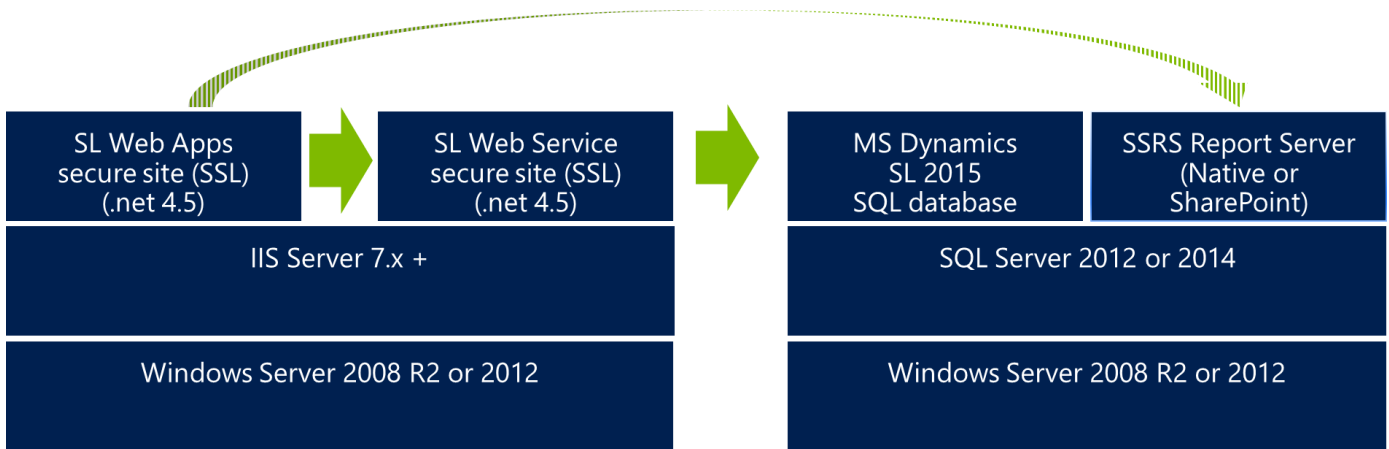 SL Web Apps
secure site (SSL)
(.net 4.5)
SL Web Service
secure site (SSL)
(.net 4.5)
MS Dynamics
SL 2015
SQL database
SSRS Report Server
(Native or
SharePoint)
IIS Server 7.x +
SQL Server 2012 or 2014
Windows Server 2008 R2 or 2012
Windows Server 2008 R2 or 2012